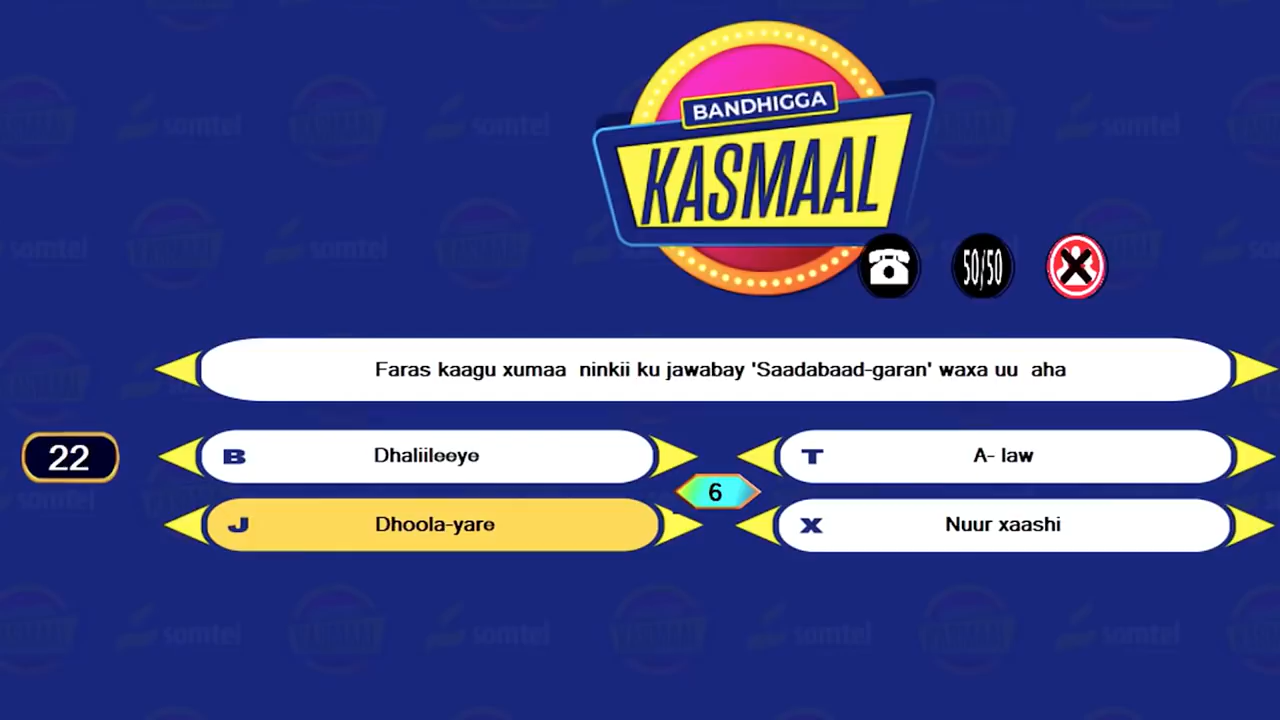 BANDHIGGA
KASMAAL
50/50
Faras kaagu xumaa ninkii ku jawabay 'Saadabaad-garan' waxa uu aha
22
B Dhaliileeye
T A- law
6
J Dhoola-yare
X Nuur xaashi
somtel